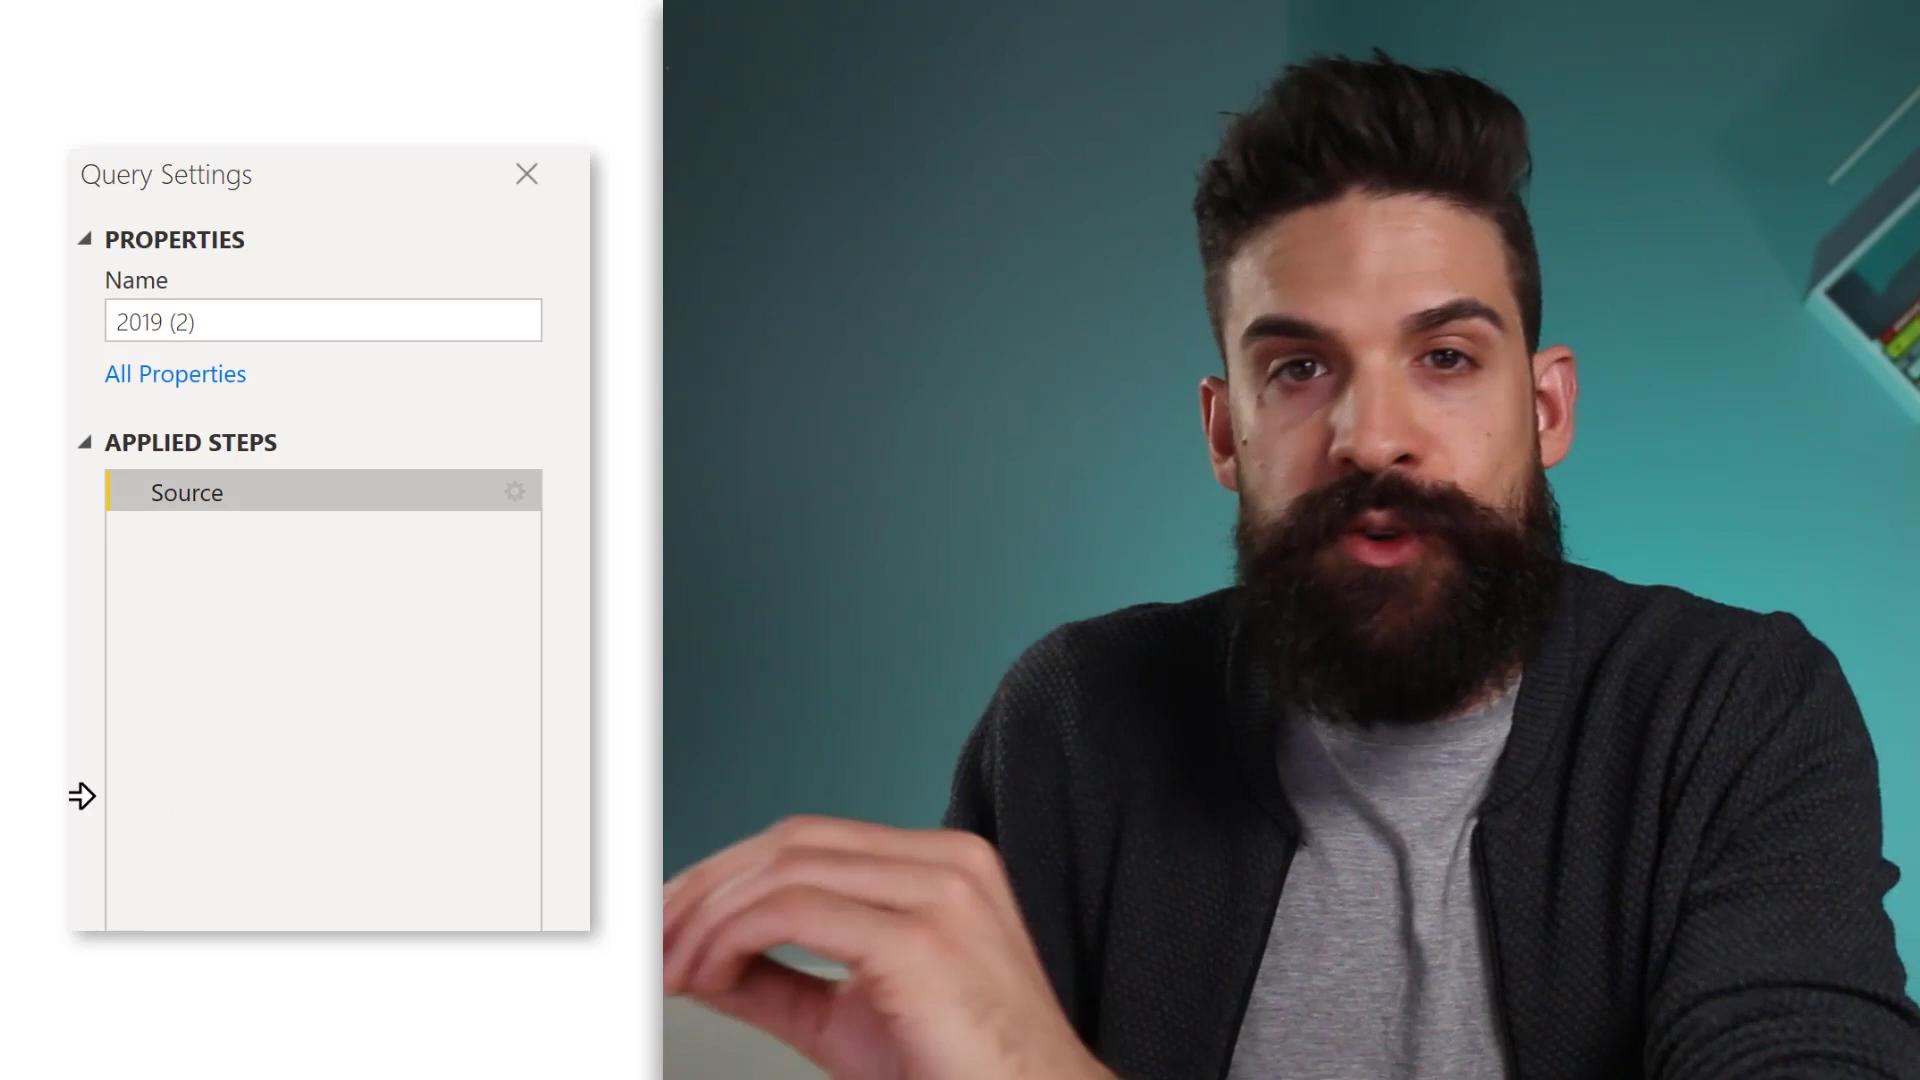 Query Settings
PROPERTIES
Name
2019 (2)
All Properties
APPLIED STEPS
Source